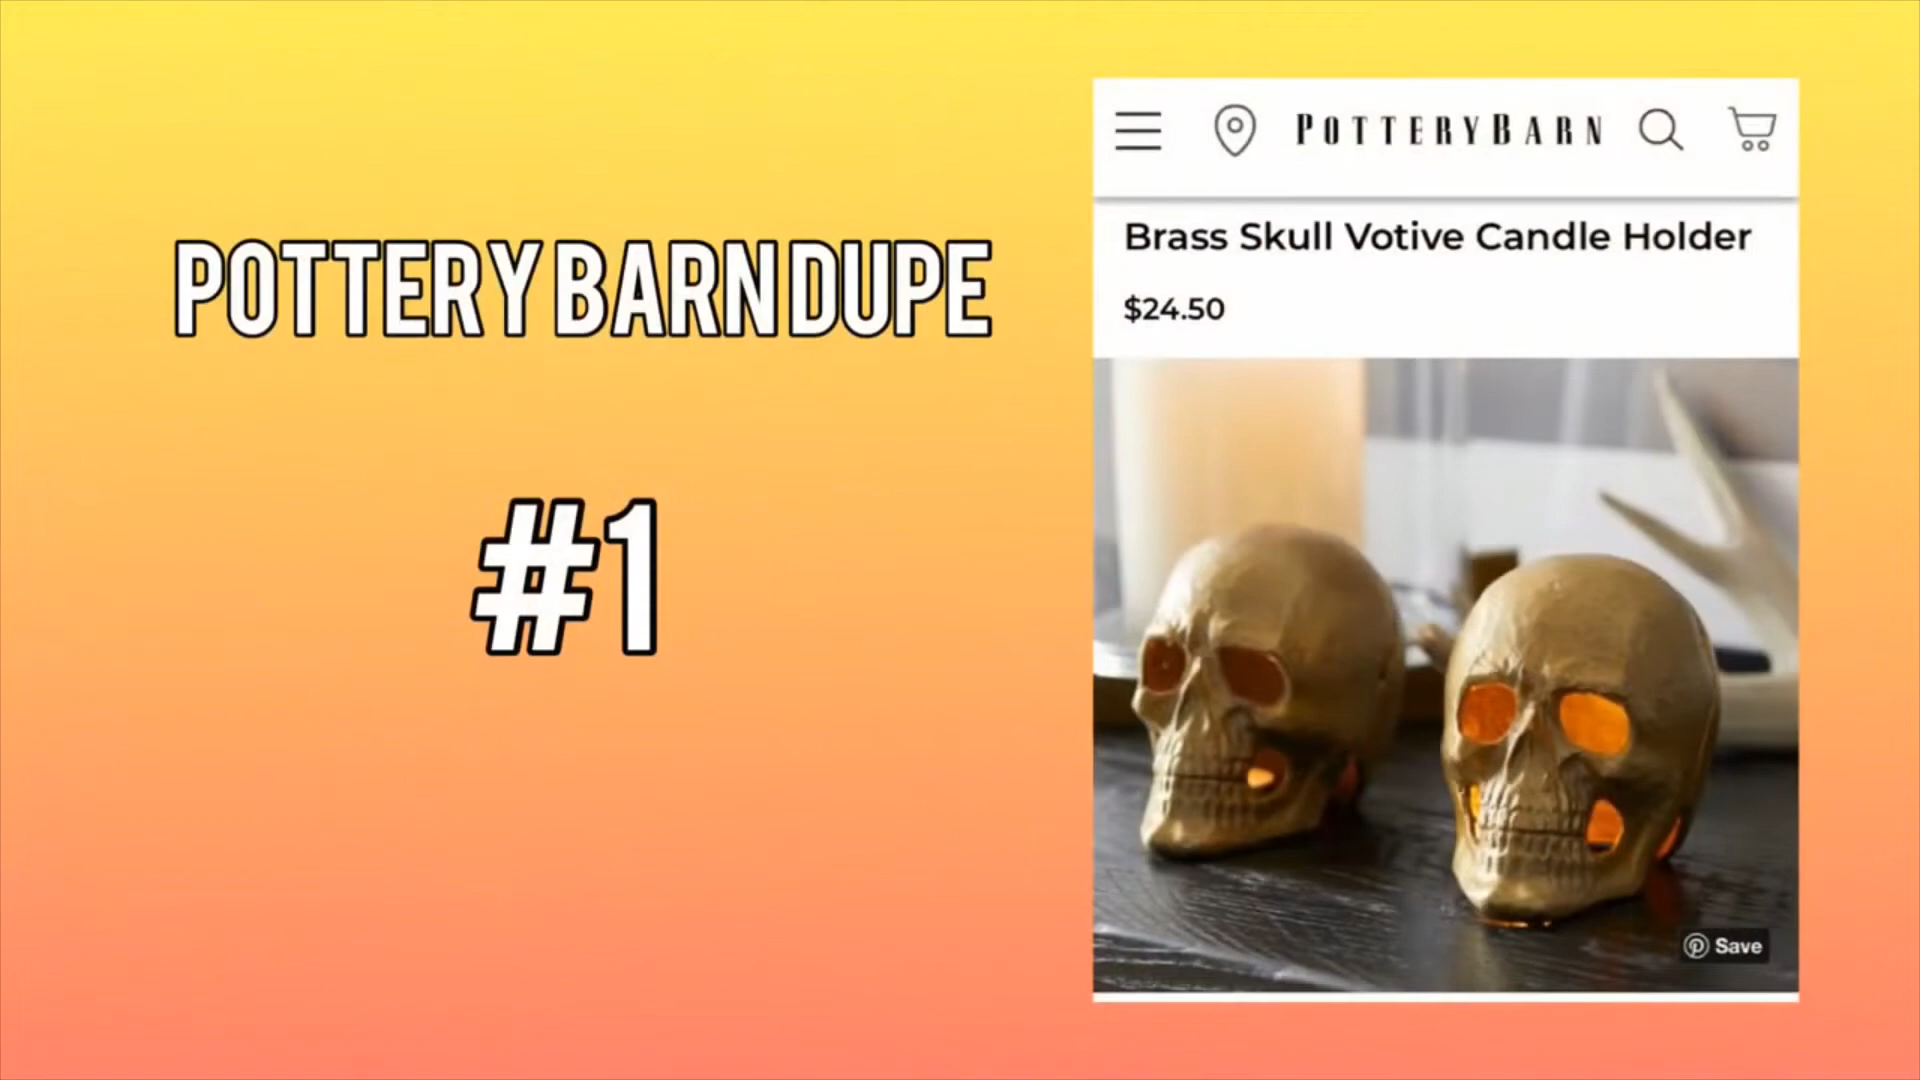 POTTERY BARN DUPE
#1
POTTERYBARN
Brass Skull Votive Candle Holder
$24.50
Save